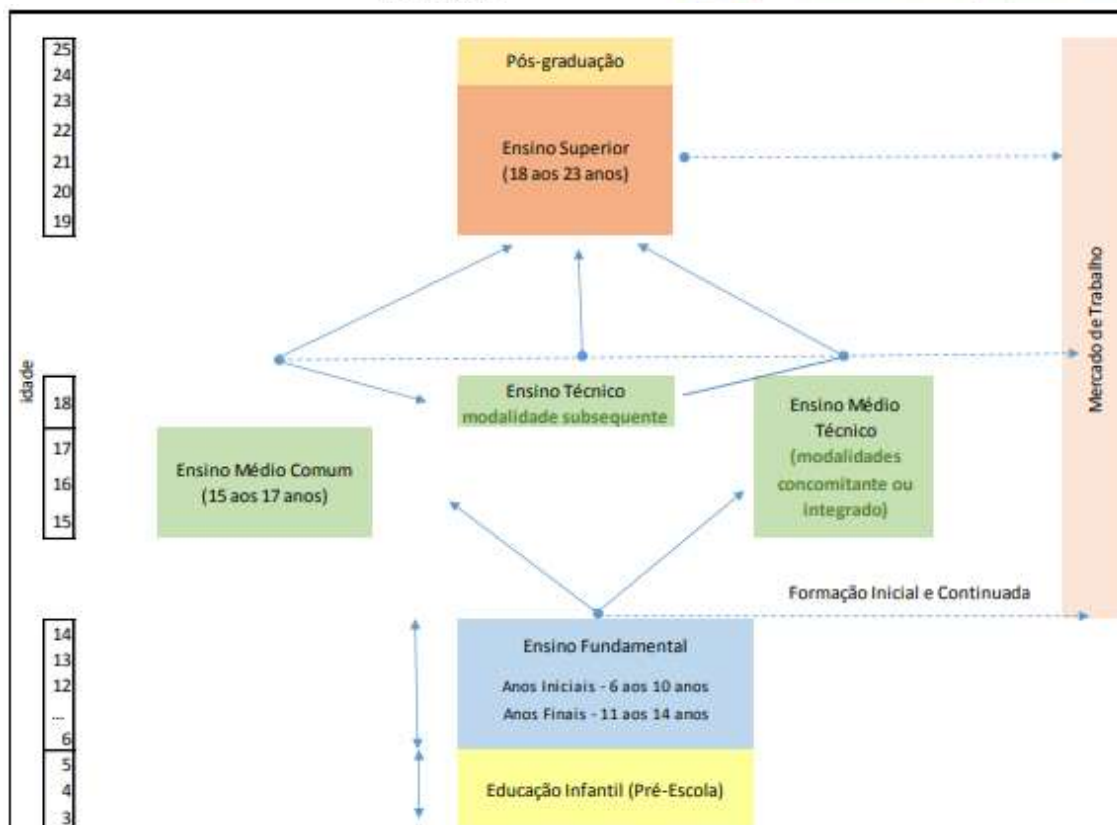 25
24
23
22
21
20
19
Pós-graduação
Ensino Superior
(18 aos 23 anos)
Mercado de Trabalho
idade
18
17
16
15
Ensino Técnico
modalidade subsequente
Ensino Médio
Técnico
(modalidades
concomitante ou
integrado)
Ensino Médio Comum
(15 aos 17 anos)
Formação Inicial e Continuada
14
13
12
...
6
5
4
3
Ensino Fundamental
Anos Iniciais - 6 aos 10 anos
Anos Finais - 11 aos 14 anos
Educação Infantil (Pré-Escola)